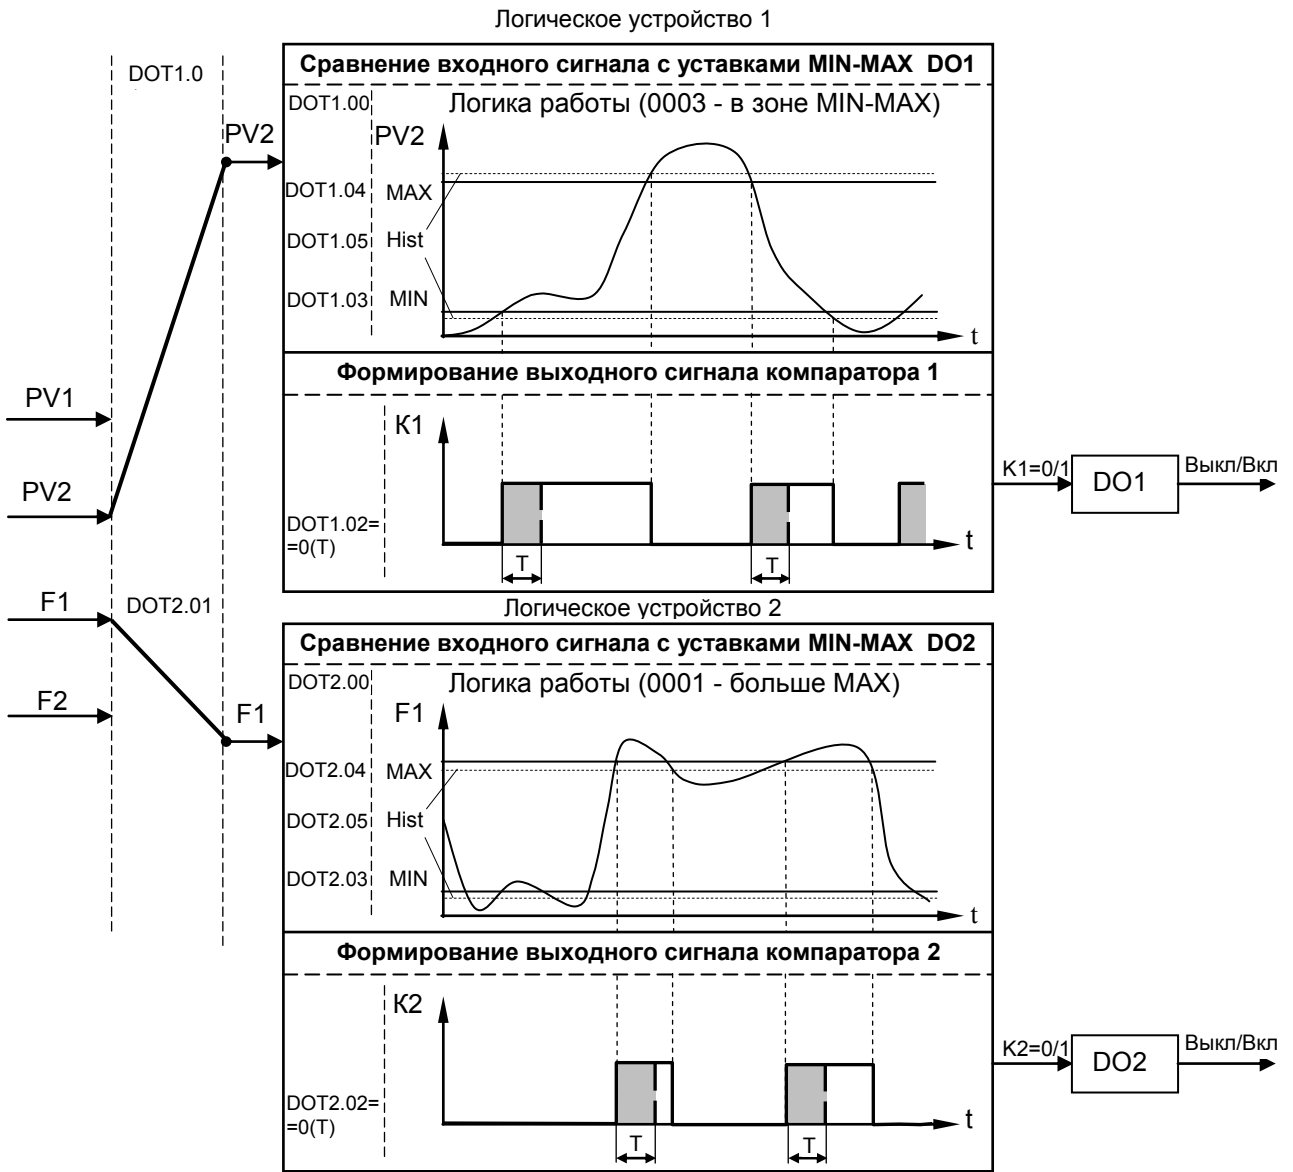 Логическое устройство 1
DOT1.0
Сравнение входного сигнала с уставками MIN-MAX DO1
DOT1.00
Логика работы (0003 - в зоне MIN-MAX)
PV2
PV2
DOT1.04
MAX
DOT1.05
Hist
DOT1.03
MIN
t
Формирование выходного сигнала компаратора 1
PV1
К1
PV2
K1=0/1
DO1
Выкл/Вкл
DOT1.02=
=0(T)
t
T
T
F1
DOT2.01
Логическое устройство 2
Сравнение входного сигнала с уставками MIN-MAX DO2
DOT2.00
Логика работы (0001 - больше MAX)
F2
F1
F1
DOT2.04
MAX
DOT2.05
Hist
DOT2.03
MIN
t
Формирование выходного сигнала компаратора 2
К2
K2=0/1
DO2
Выкл/Вкл
DOT2.02=
=0(T)
t
T
T